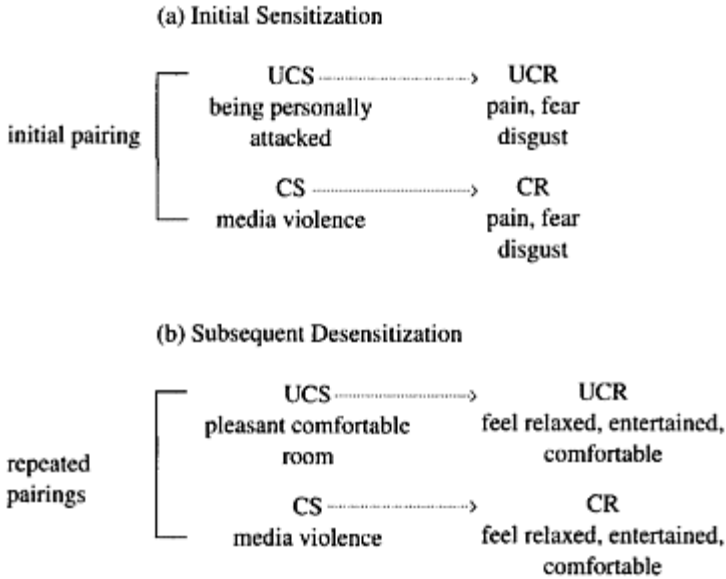 (a) Initial Sensitization
UCS UCR
being personally pain, fear
attacked disgust
initial pairing
CS CR
media violence pain, fear
disgust
(b) Subsequent Desensitization
UCS UCR
pleasant comfortable feel relaxed, entertained,
room comfortable
repeated
pairings
CS CR
media violence feel relaxed, entertained,
comfortable